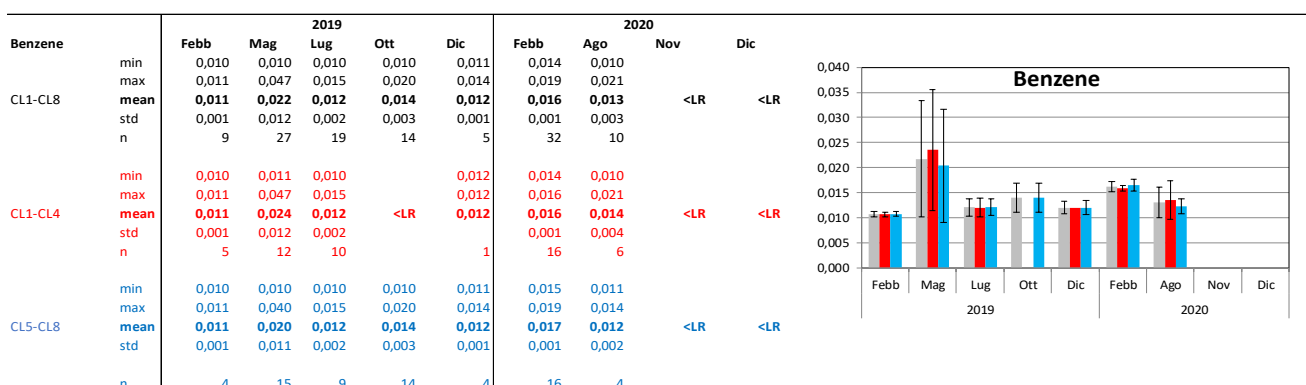 2019 2020
Benzene Febb Mag Lug Ott Dic Febb Ago Nov Dic
min 0,010 0,010 0,010 0,010 0,011 0,014 0,010
max 0,011 0,047 0,015 0,020 0,014 0,019 0,021
CL1-CL8 mean 0,011 0,022 0,012 0,014 0,012 0,016 0,013 <LR <LR
std 0,001 0,012 0,002 0,003 0,001 0,001 0,003
n 9 27 19 14 5 32 10
min 0,010 0,011 0,010 0,012 0,014 0,010
max 0,011 0,047 0,015 0,012 0,016 0,021
CL1-CL4 mean 0,011 0,024 0,012 <LR 0,012 0,016 0,014 <LR <LR
std 0,001 0,012 0,002 0,001 0,004
n 5 12 10 1 16 6
min 0,010 0,010 0,010 0,010 0,011 0,015 0,011
max 0,011 0,040 0,015 0,020 0,014 0,019 0,014
CL5-CL8 mean 0,011 0,020 0,012 0,014 0,012 0,017 0,012 <LR <LR
std 0,001 0,011 0,002 0,003 0,001 0,001 0,002
n 4 15 9 14 4 16 4
Benzene
0,040
0,035
0,030
0,025
0,020
0,015
0,010
0,005
0,000
Febb Mag Lug Ott Dic Febb Ago Nov Dic
2019 2020